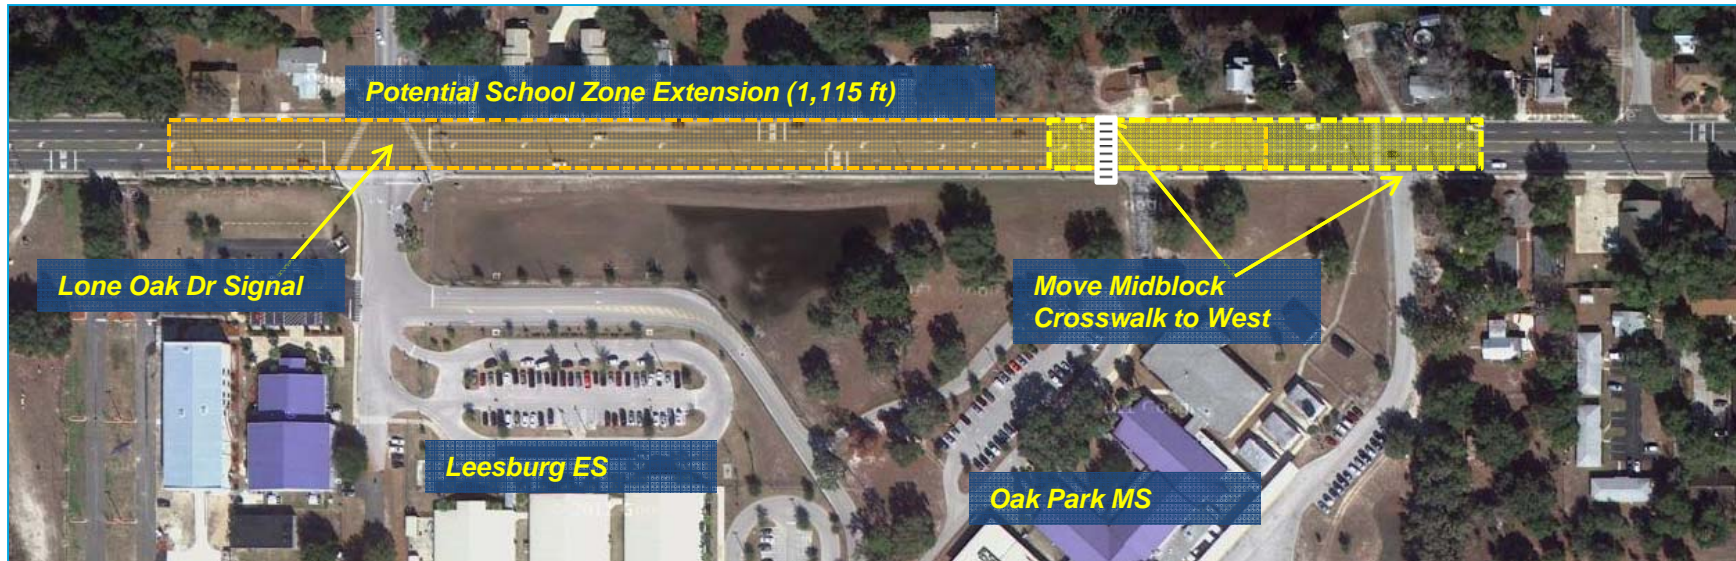 Potential School Zone Extension (1,115 ft)
Lone Oak Dr Signal
Move Midblock
Crosswalk to West
Leesburg ES
Oak Park MS